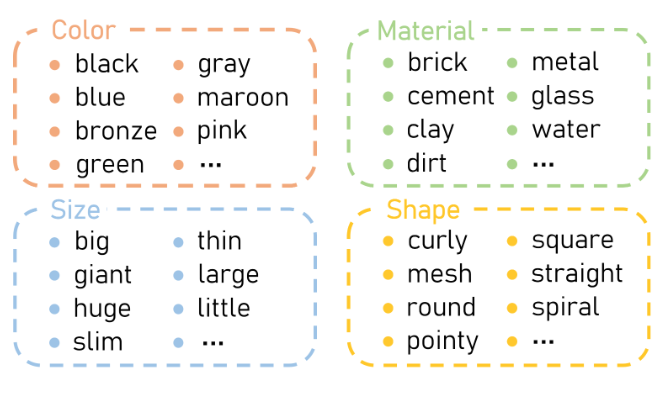 Color
• black • gray
• blue • maroon
• bronze • pink
• green • ...
Material
• brick • metal
• cement • glass
• clay • water
• dirt • ...
Size
• big • thin
• giant • large
• huge • little
• slim • ...
Shape
• curly • square
• mesh • straight
• round • spiral
• pointy • ...